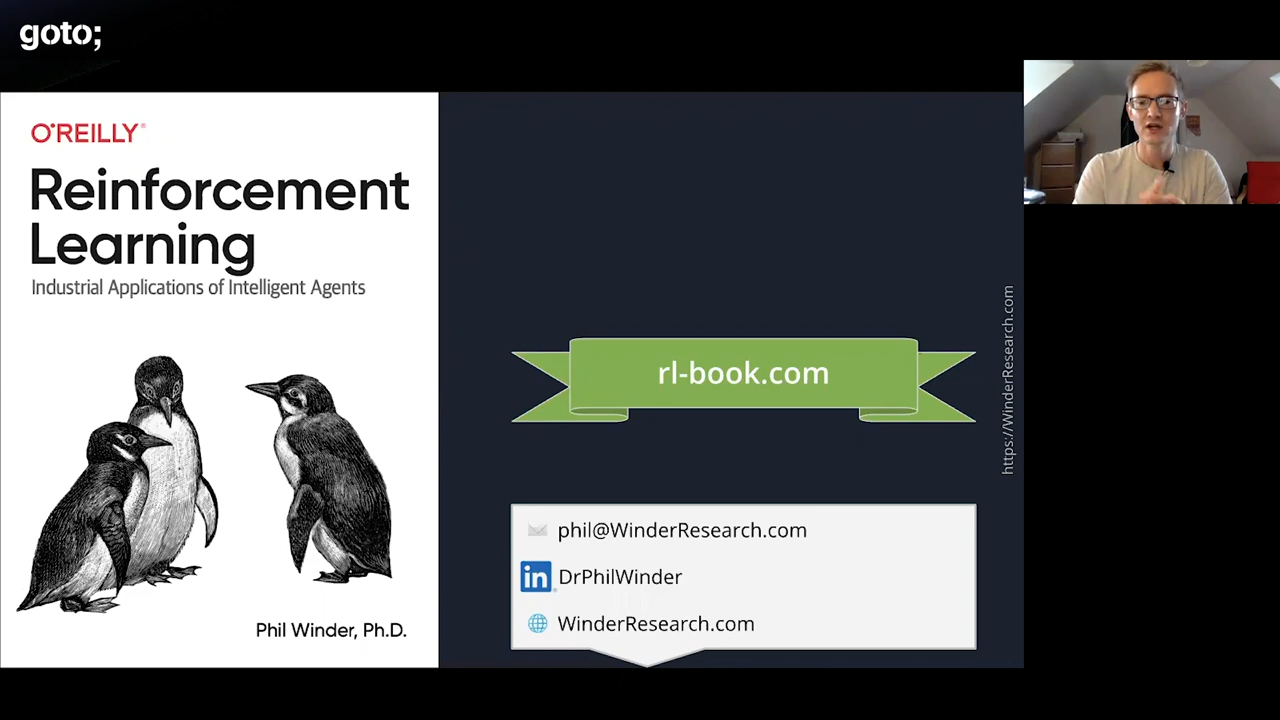 goto;
O'REILLY®
Reinforcement
Learning
Industrial Applications of Intelligent Agents
Phil Winder, Ph.D.
rl-book.com
https://WinderResearch.com
phil@WinderResearch.com
in DrPhilWinder
WinderResearch.com